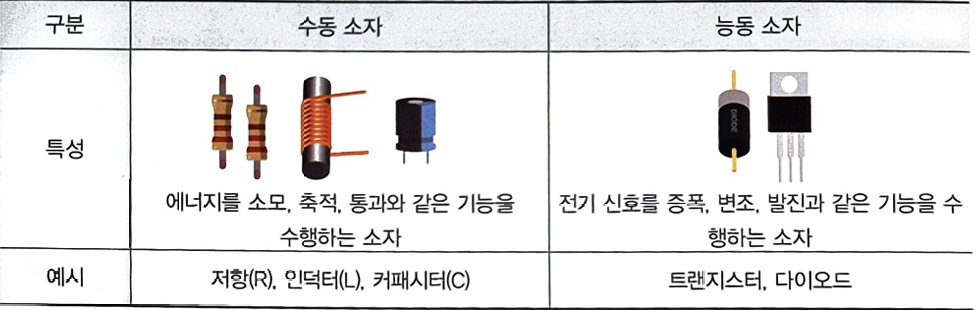 구분 수동 소자 능동 소자
특성
DIODE
에너지를 소모, 축적, 통과와 같은 기능을
수행하는 소자
전기 신호를 증폭, 변조, 발진과 같은 기능을 수
행하는 소자
예시 저항(R), 인덕터(L), 커패시터(C) 트랜지스터, 다이오드